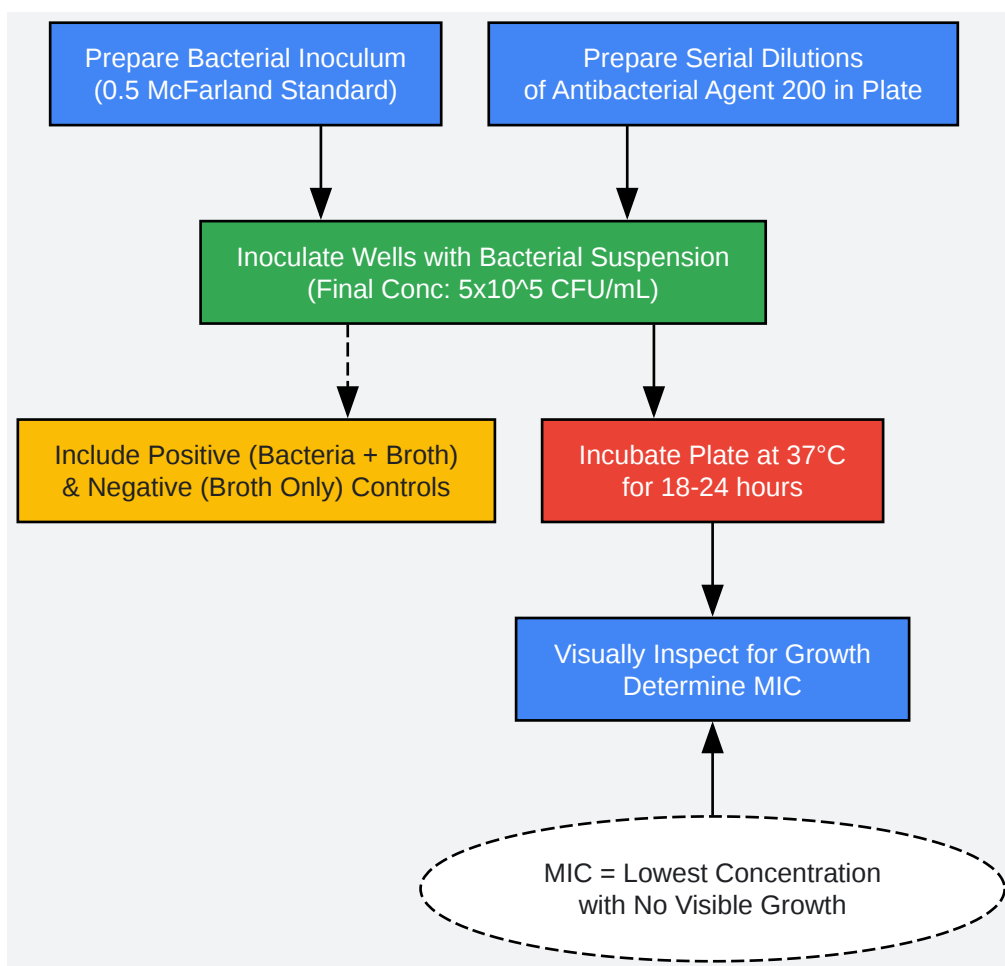 Prepare Bacterial Inoculum
(0.5 McFarland Standard)
Prepare Serial Dilutions
of Antibacterial Agent 200 in Plate
Inoculate Wells with Bacterial Suspension
(Final Conc: 5x10^5 CFU/mL)
Include Positive (Bacteria + Broth)
& Negative (Broth Only) Controls
Incubate Plate at 37°C
for 18-24 hours
Visually Inspect for Growth
Determine MIC
MIC = Lowest Concentration
with No Visible Growth